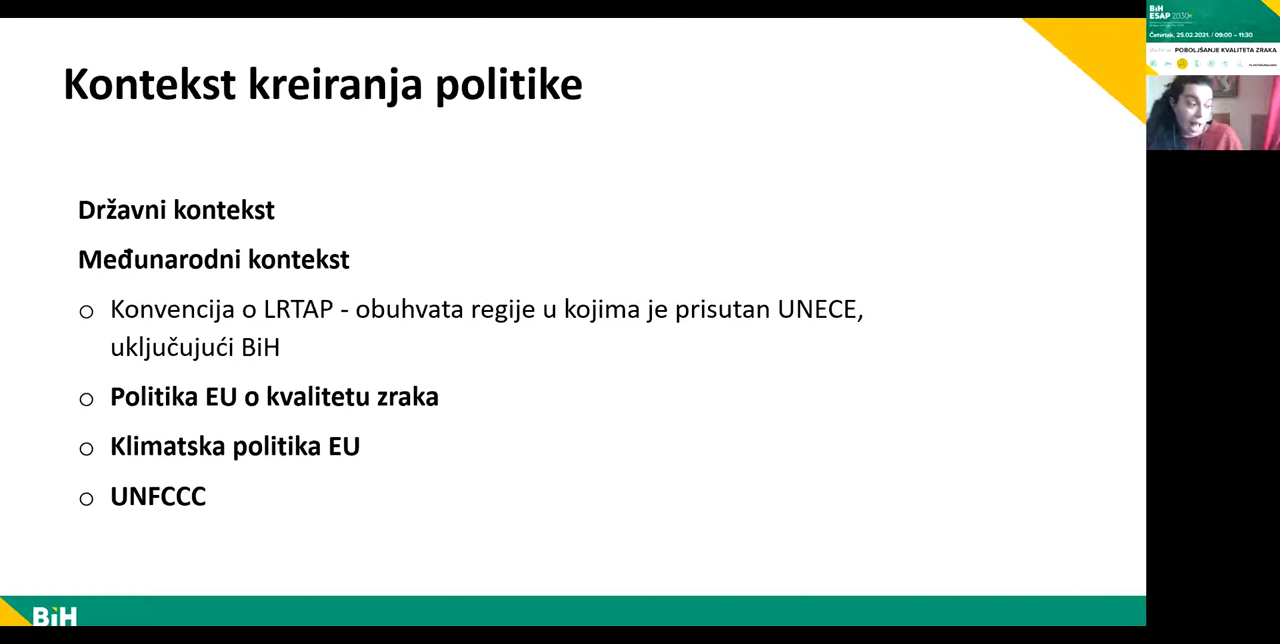 Kontekst kreiranja politike
Državni kontekst
Međunarodni kontekst
o Konvencija o LRTAP - obuhvata regije u kojima je prisutan UNECE,
uključujući BiH
o Politika EU o kvalitetu zraka
o Klimatska politika EU
o UNFCCC
BiH
BiH
ESAP 2030+
Četvrtak, 25.02.2021. / 09:00 – 11:30
POBOLJŠANJE KVALITETA ZRAKA